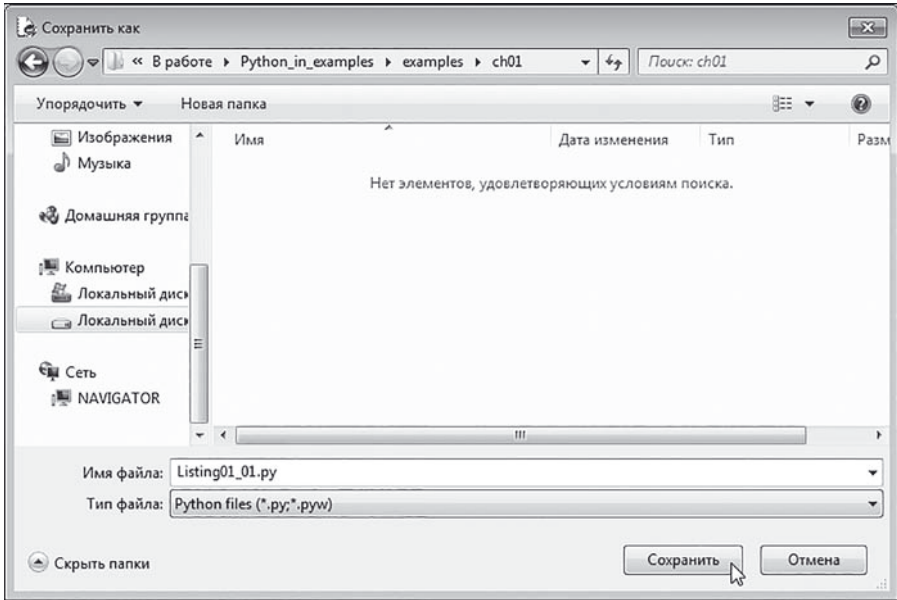 Сохранить как
« В работе Python_in_examples examples ch01
Поиск: ch01
Упорядочить Новая папка
Изображения
Музыка
Домашняя группа
Компьютер
Локальный диск
Локальный диск
Сеть
NAVIGATOR
Имя Дата изменения Тип Разм
Нет элементов, удовлетворяющих условиям поиска.
Имя файла: Listing01_01.py
Тип файла: Python files (*.py;*.pyw)
Скрыть папки
Сохранить Отмена